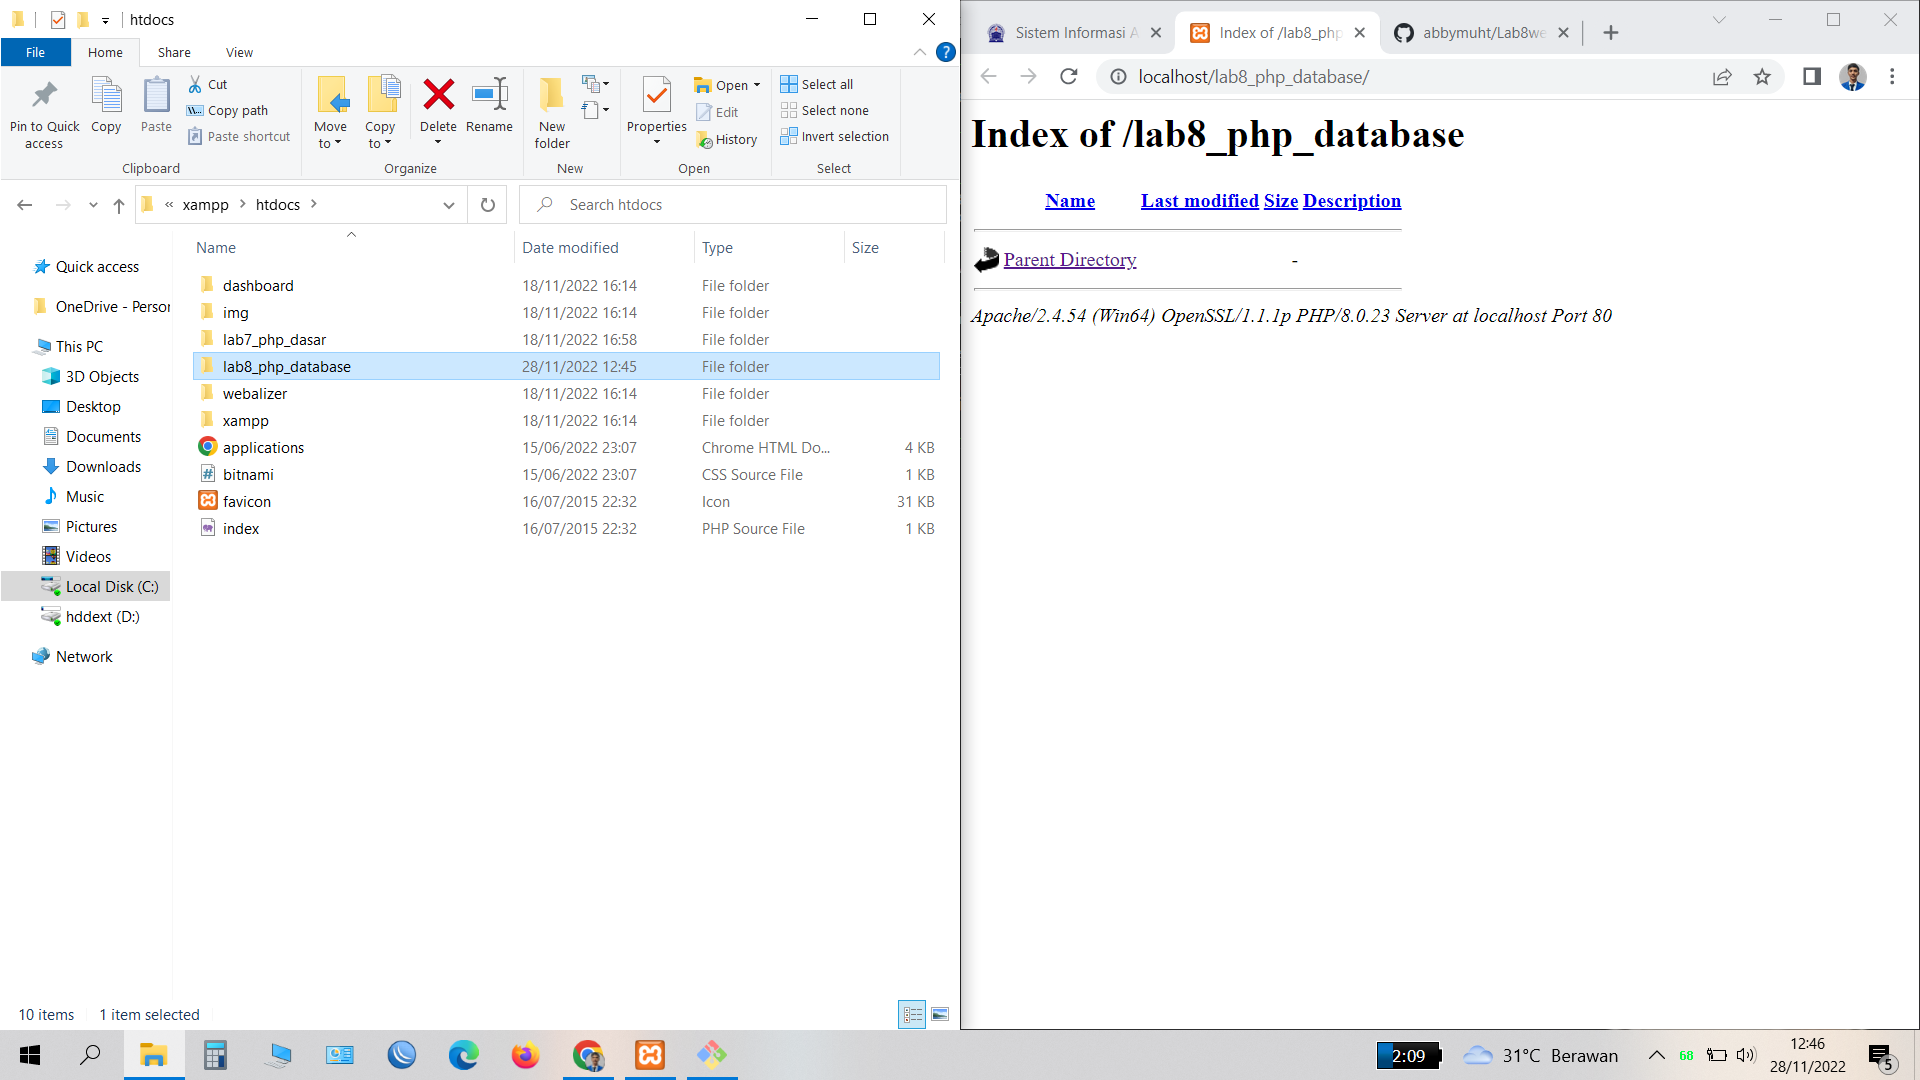 htdocs
File Home Share View
Pin to Quick access
Copy
Paste
Cut
Copy path
Paste shortcut
Clipboard
Move to
Copy to
Delete
Rename
Organize
New folder
New
Properties
Open
Edit
History
Open
Select all
Select none
Invert selection
Select
« xampp > htdocs >
Search htdocs
Name Date modified Type Size
Quick access
OneDrive - Person
This PC
3D Objects
Desktop
Documents
Downloads
Music
Pictures
Videos
Local Disk (C:)
hddext (D:)
Network
dashboard 18/11/2022 16:14 File folder
img 18/11/2022 16:14 File folder
lab7_php_dasar 18/11/2022 16:58 File folder
lab8_php_database 28/11/2022 12:45 File folder
webalizer 18/11/2022 16:14 File folder
xampp 18/11/2022 16:14 File folder
applications 15/06/2022 23:07 Chrome HTML Do... 4 KB
bitnami 15/06/2022 23:07 CSS Source File 1 KB
favicon 16/07/2015 22:32 Icon 31 KB
index 16/07/2015 22:32 PHP Source File 1 KB
10 items 1 item selected
Sistem Informasi A
Index of /lab8_php
abbymuht/Lab8we
localhost/lab8_php_database/
Index of /lab8_php_database
Name Last modified Size Description
Parent Directory -
Apache/2.4.54 (Win64) OpenSSL/1.1.1p PHP/8.0.23 Server at localhost Port 80
2:09
31°C Berawan
68
12:46
28/11/2022
5